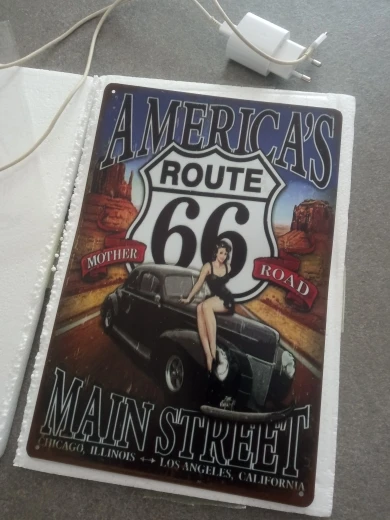 AMERICA'S
ROUTE
66
MOTHER
ROAD
MAIN STREET
CHICAGO, ILLINOIS ↔ LOS ANGELES, CALIFORNIA